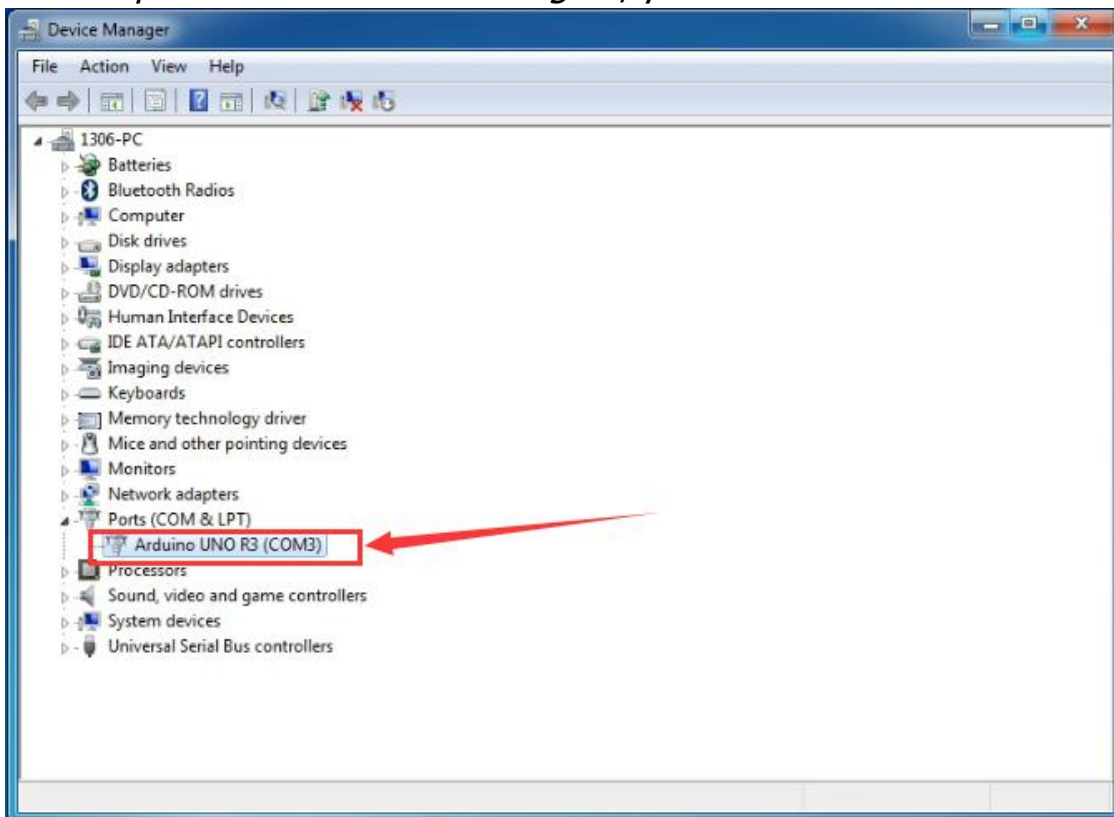 Device Manager
File Action View Help
1306-PC
Batteries
Bluetooth Radios
Computer
Disk drives
Display adapters
DVD/CD-ROM drives
Human Interface Devices
IDE ATA/ATAPI controllers
Imaging devices
Keyboards
Memory technology driver
Mice and other pointing devices
Monitors
Network adapters
Ports (COM & LPT)
Arduino UNO R3 (COM3)
Processors
Sound, video and game controllers
System devices
Universal Serial Bus controllers